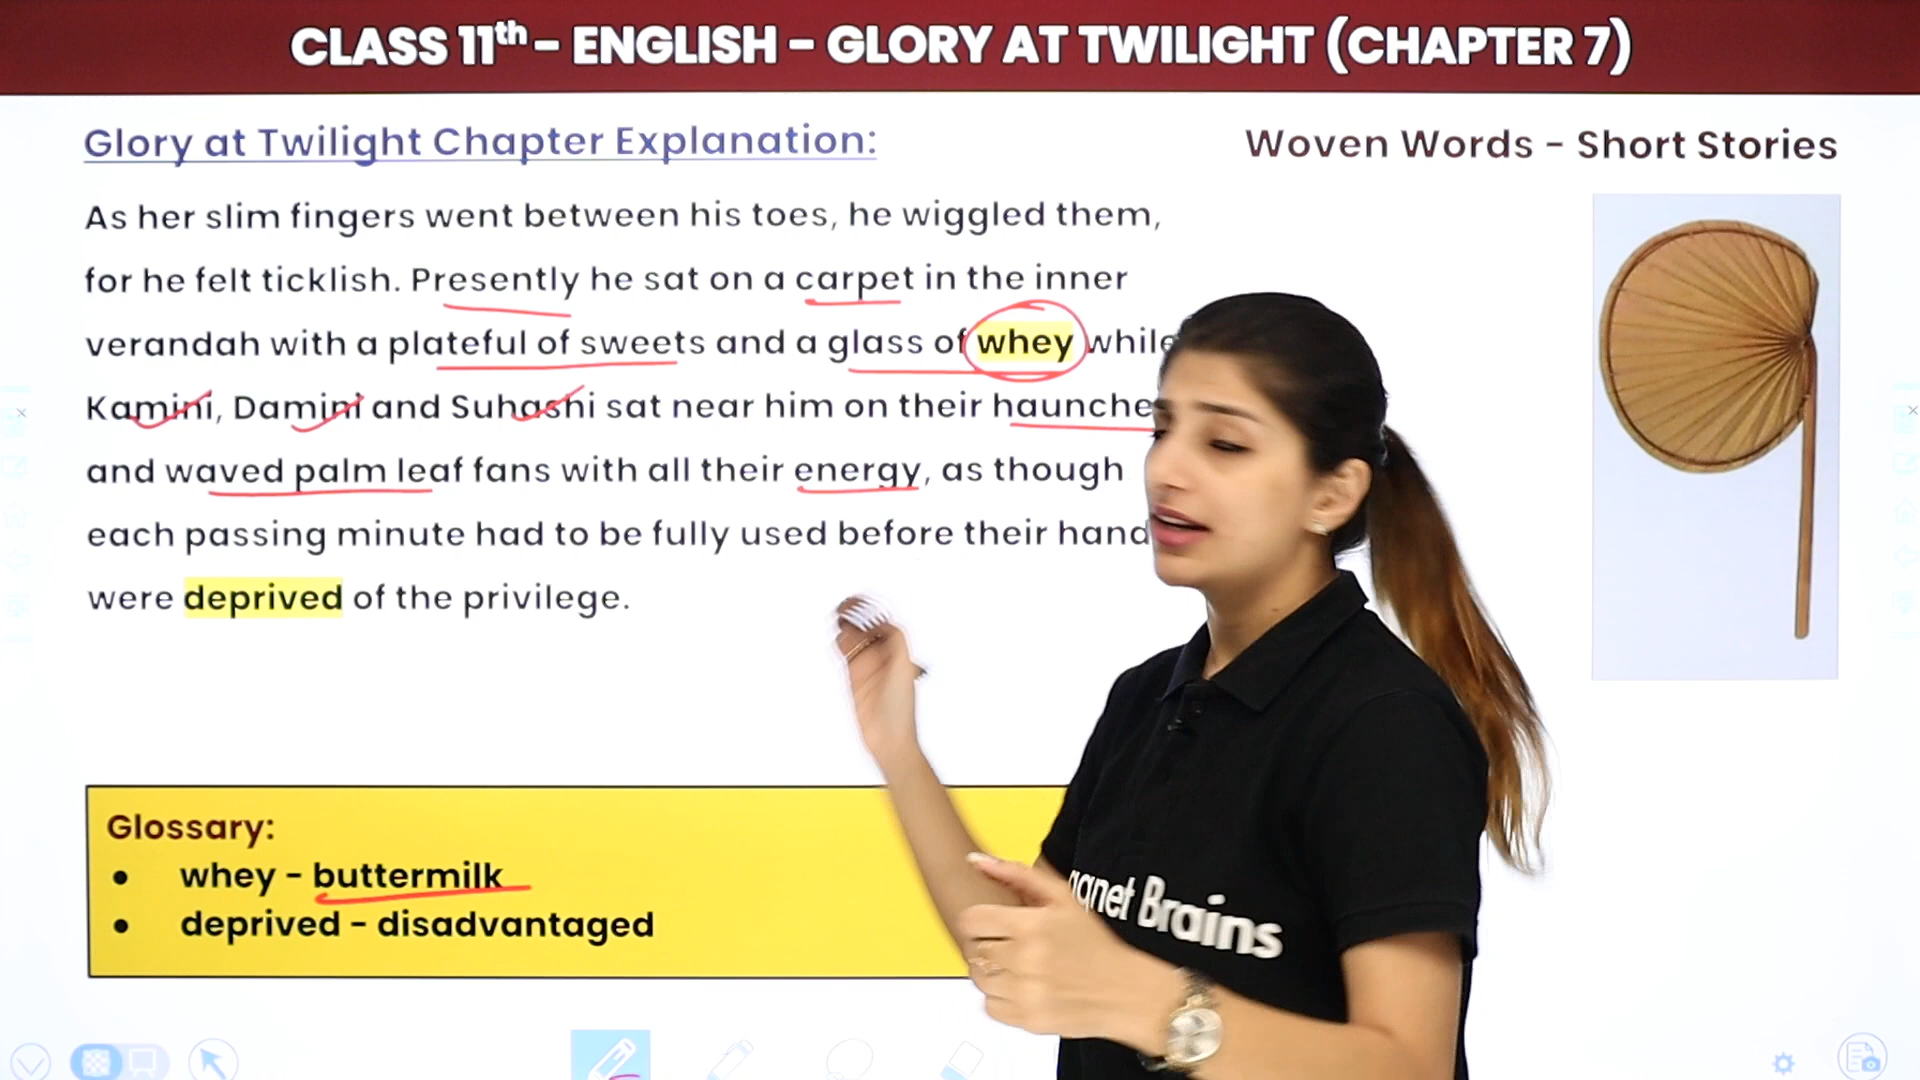 CLASS 11th - ENGLISH - GLORY AT TWILIGHT (CHAPTER 7)
Glory at Twilight Chapter Explanation:
Woven Words - Short Stories
As her slim fingers went between his toes, he wiggled them,
for he felt ticklish. Presently he sat on a carpet in the inner
verandah with a plateful of sweets and a glass of whey while
Kamini, Damini and Suhashi sat near him on their haunche
and waved palm leaf fans with all their energy, as though
each passing minute had to be fully used before their hand
were deprived of the privilege.
Glossary:
• whey - buttermilk
• deprived - disadvantaged
agnet Brains